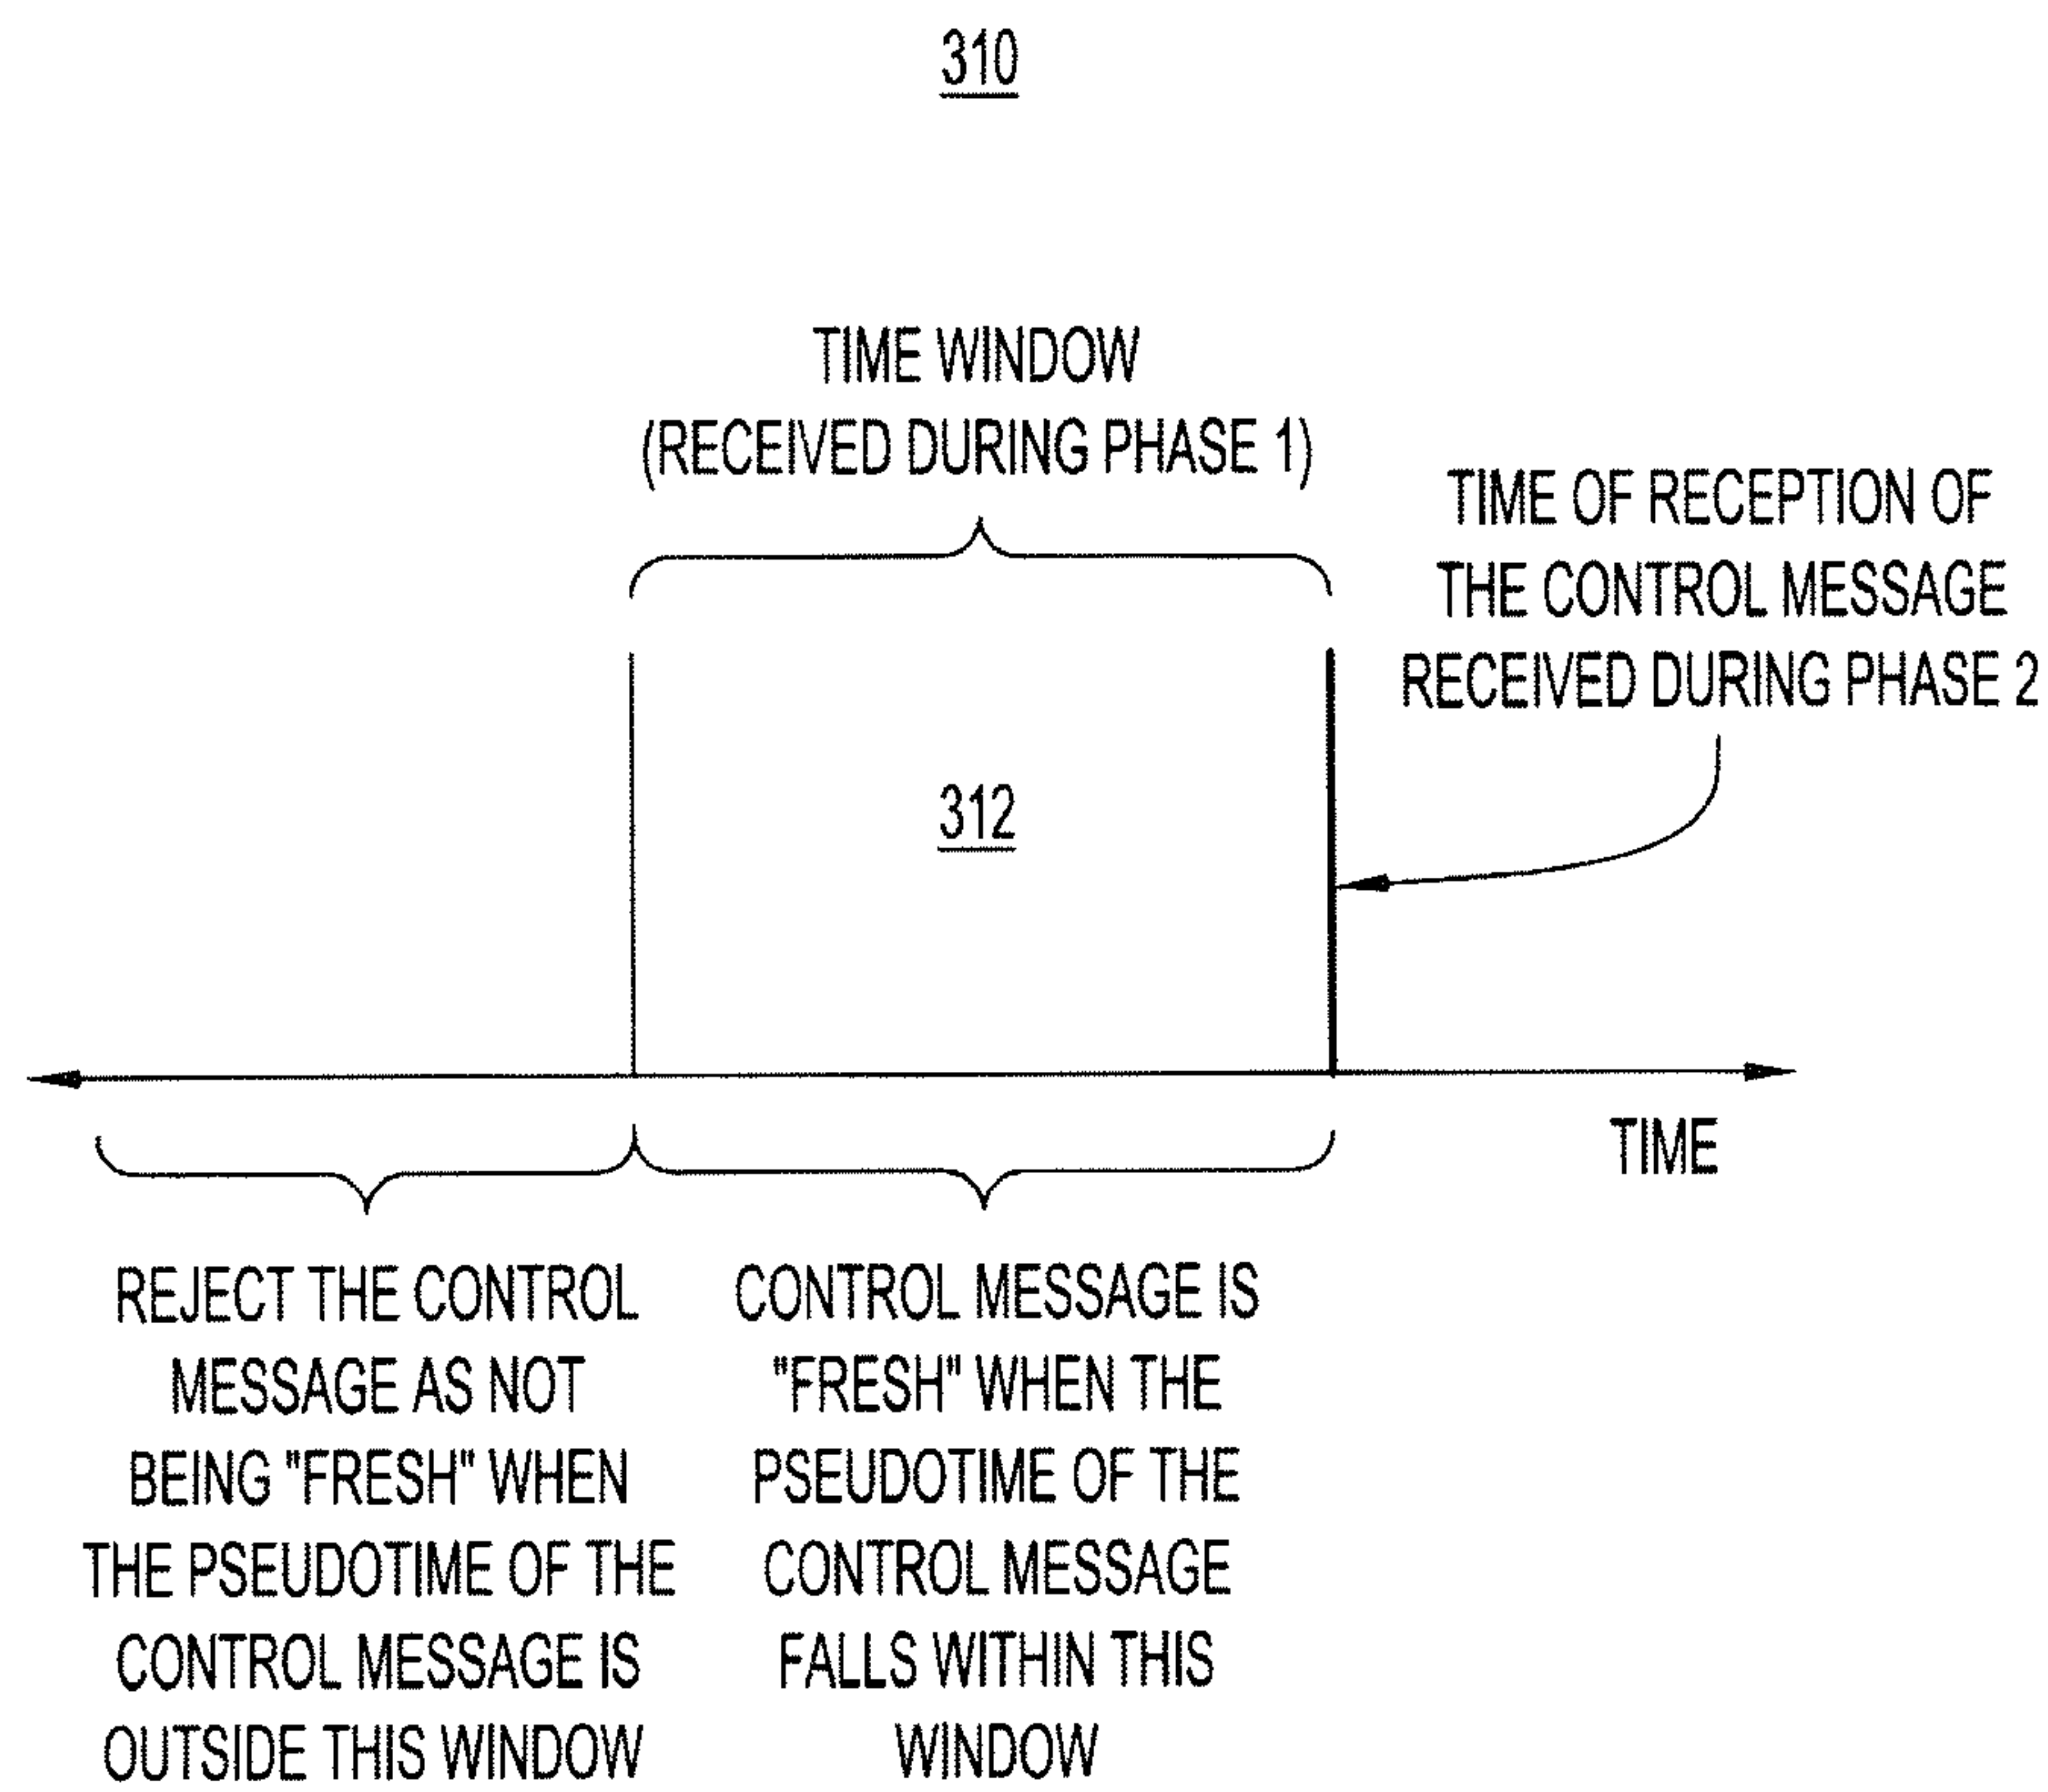 310
TIME WINDOW
(RECEIVED DURING PHASE 1)
TIME OF RECEPTION OF
THE CONTROL MESSAGE
RECEIVED DURING PHASE 2
312
TIME
REJECT THE CONTROL
MESSAGE AS NOT
BEING "FRESH" WHEN
THE PSEUDOTIME OF THE
CONTROL MESSAGE IS
OUTSIDE THIS WINDOW
CONTROL MESSAGE IS
"FRESH" WHEN THE
PSEUDOTIME OF THE
CONTROL MESSAGE
FALLS WITHIN THIS
WINDOW